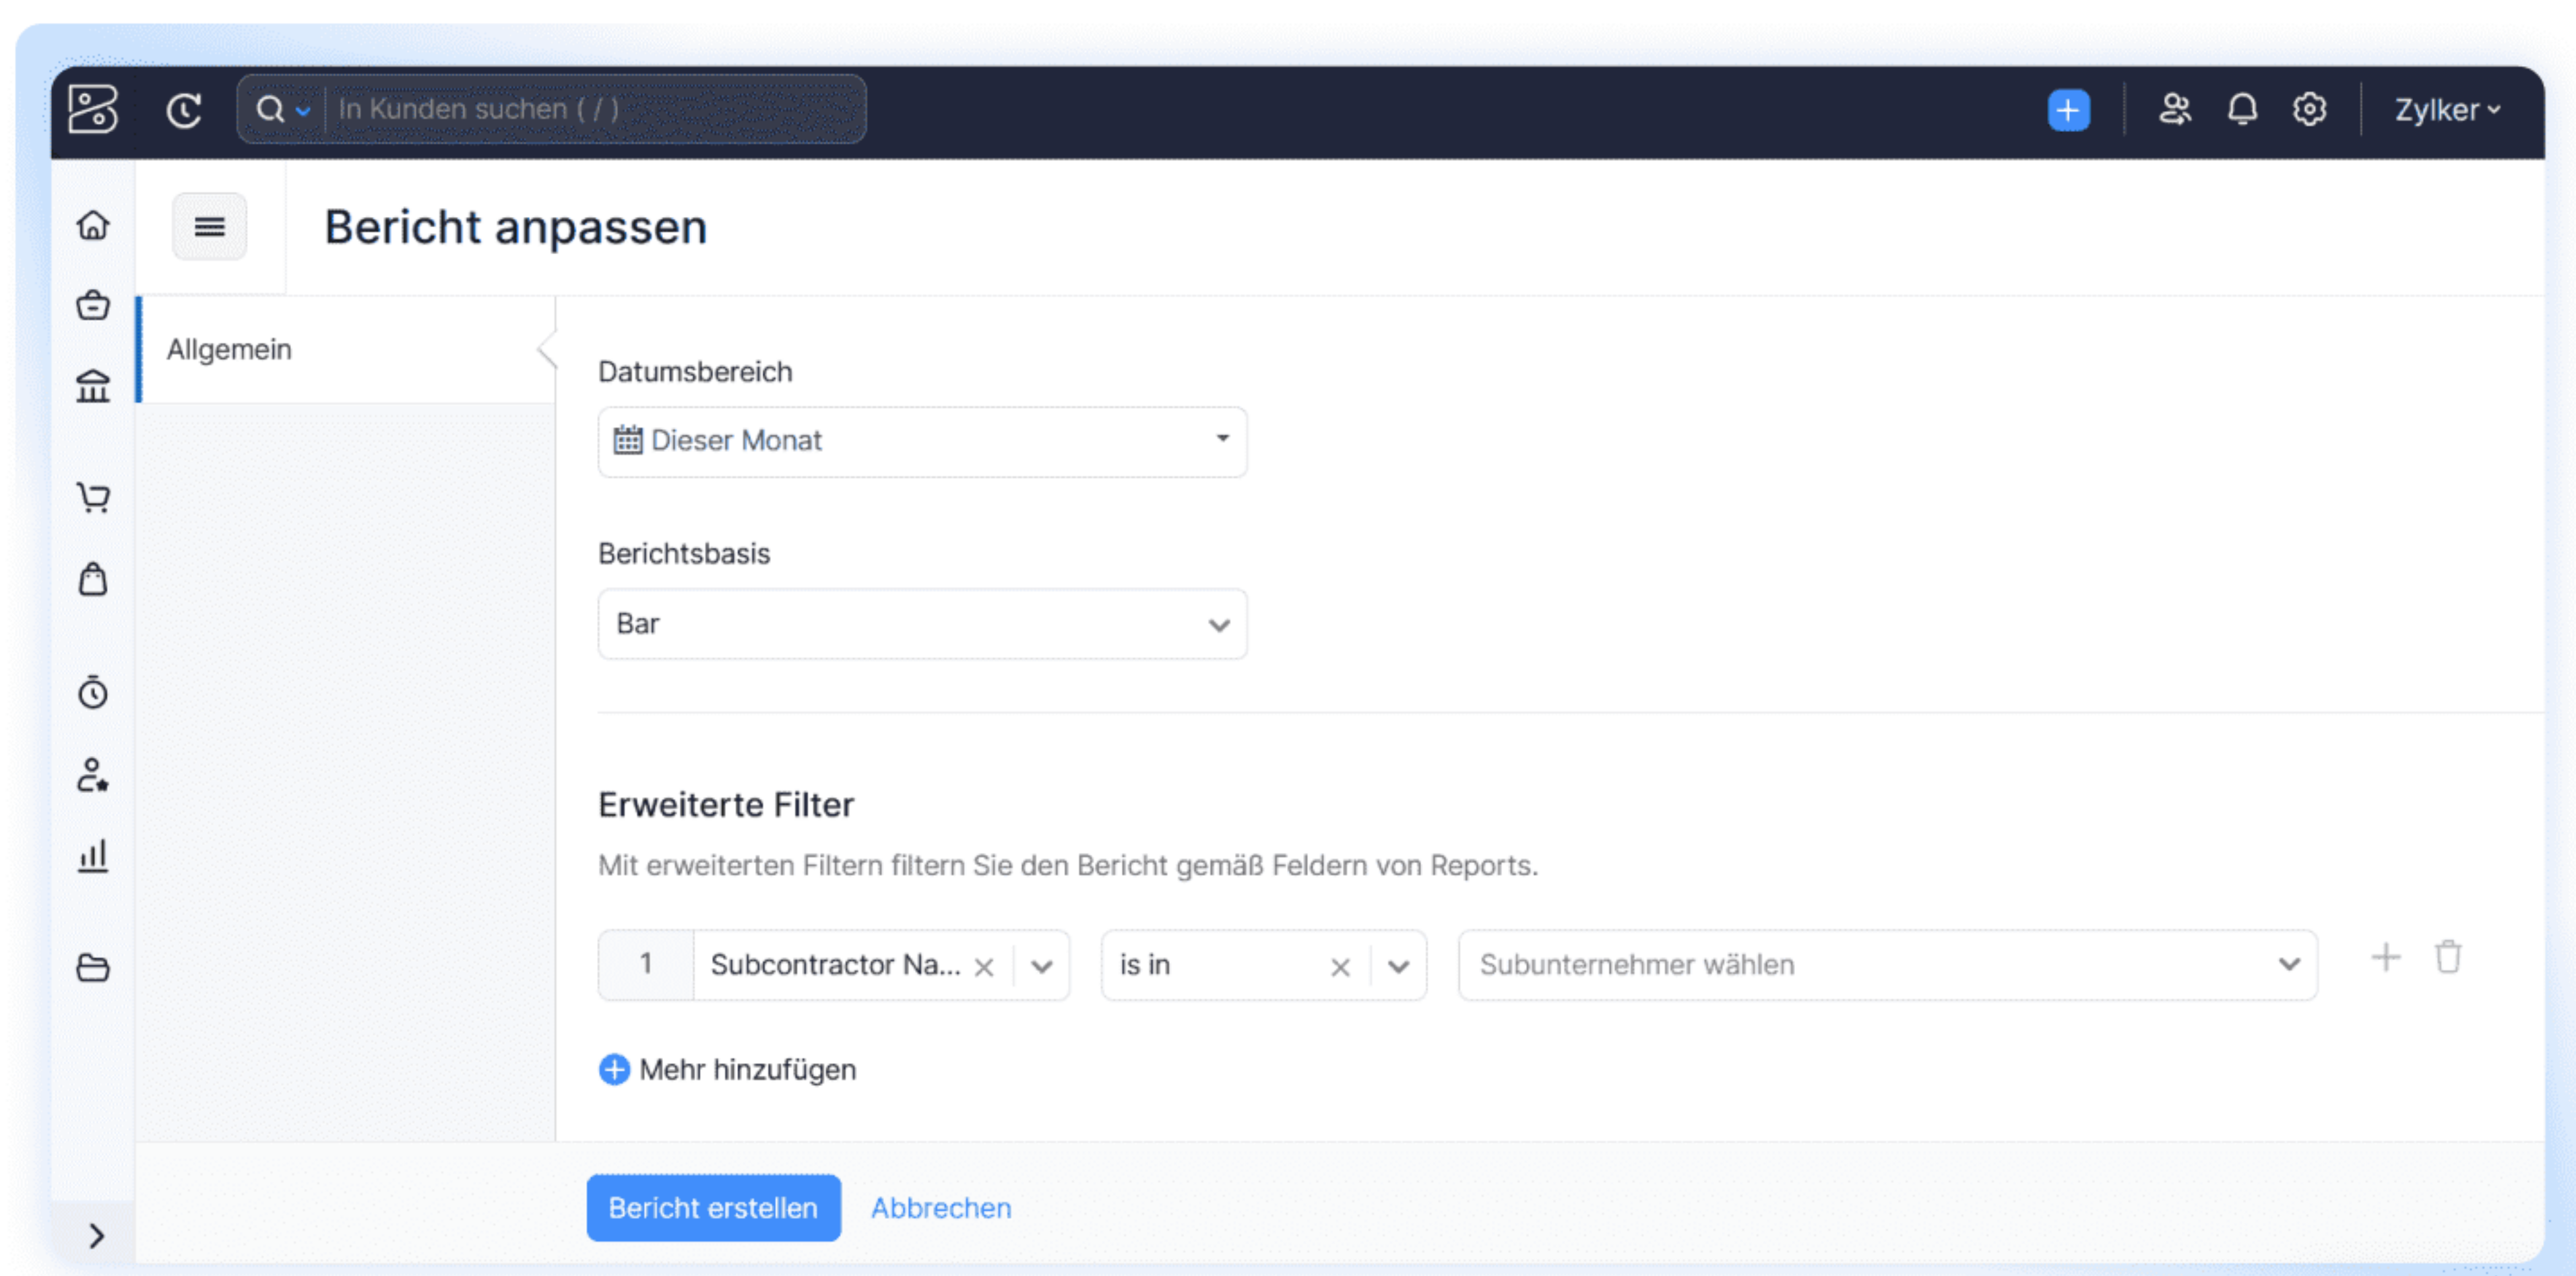 In Kunden suchen ( / )
Zylker
Bericht anpassen
Allgemein
Datumsbereich
Dieser Monat
Berichtsbasis
Bar
Erweiterte Filter
Mit erweiterten Filtern filtern Sie den Bericht gemäß Feldern von Reports.
1 Subcontractor Na... is in Subunternehmer wählen
Mehr hinzufügen
Bericht erstellen Abbrechen